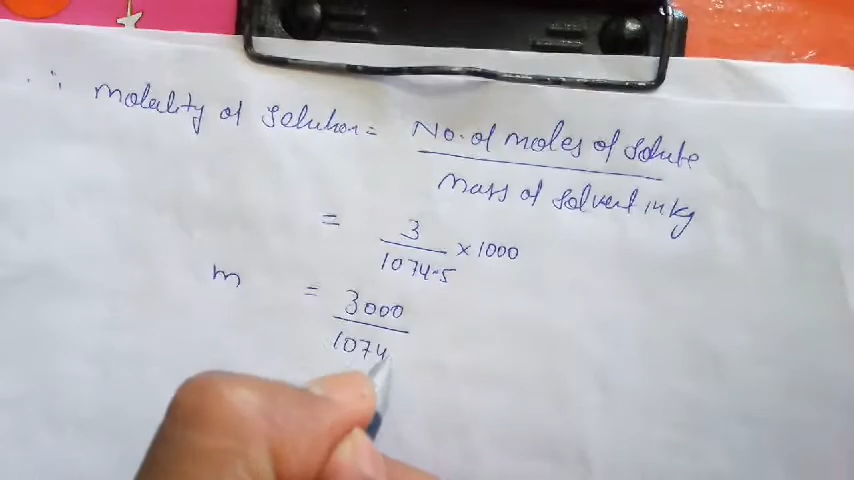 ∴ molality of solution = No. of moles of solute
mass of solvent in kg
= 3 × 1000
1074.5
m = 3000
1074